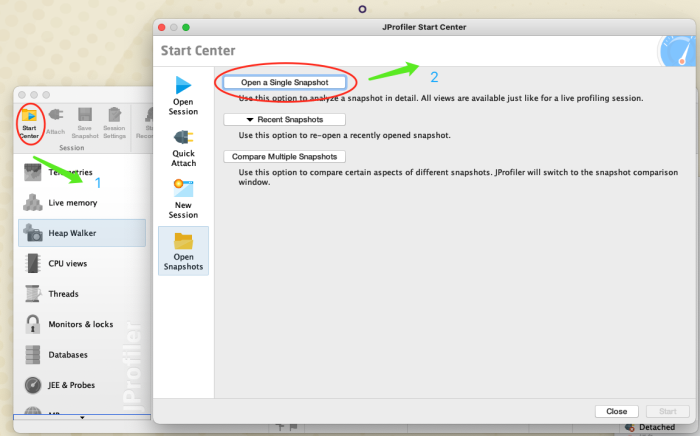 JProfiler Start Center
Start Center
Open a Single Snapshot
2
Use this option to analyze a snapshot in detail. All views are available just like for a live profiling session.
Recent Snapshots
Use this option to re-open a recently opened snapshot.
Compare Multiple Snapshots
Use this option to compare certain aspects of different snapshots. JProfiler will switch to the snapshot comparison
window.
Open
Session
Quick
Attach
New
Session
Open
Snapshots
Close
Start
Start
Center
Attach
Save
Snapshot
Session
Settings
Session
1
Telemetries
Live memory
Heap Walker
CPU views
Threads
Monitors & locks
Databases
JEE & Probes
JProfiler
Detached